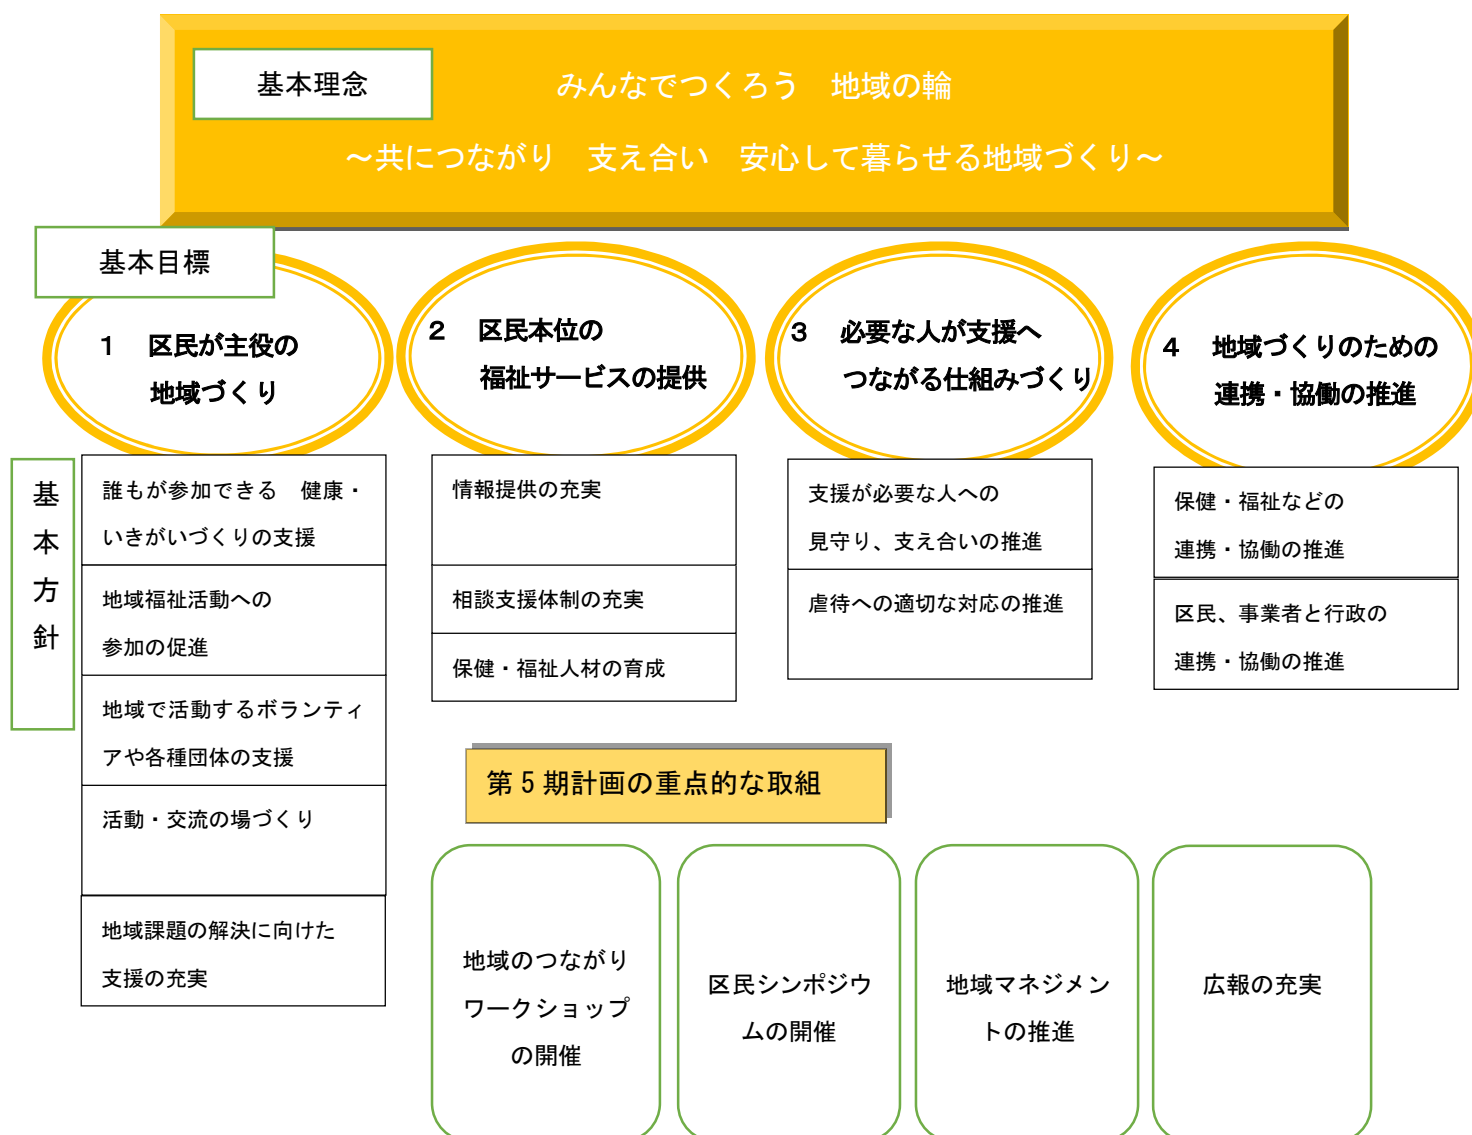 基本理念
みんなでつくろう　地域の輪
～共につながり　支え合い　安心して暮らせる地域づくり～
基本目標
１　区民が主役の
地域づくり
２　区民本位の
福祉サービスの提供
３　必要な人が支援へ
つながる仕組みづくり
４　地域づくりのための
連携・協働の推進
基本方針
誰もが参加できる　健康・
いきがいづくりの支援
地域福祉活動への
参加の促進
地域で活動するボランティ
アや各種団体の支援
活動・交流の場づくり
地域課題の解決に向けた
支援の充実
情報提供の充実
相談支援体制の充実
保健・福祉人材の育成
支援が必要な人への
見守り、支え合いの推進
虐待への適切な対応の推進
保健・福祉などの
連携・協働の推進
区民、事業者と行政の
連携・協働の推進
第５期計画の重点的な取組
地域のつながり
ワークショップ
の開催
区民シンポジウ
ムの開催
地域マネジメン
トの推進
広報の充実